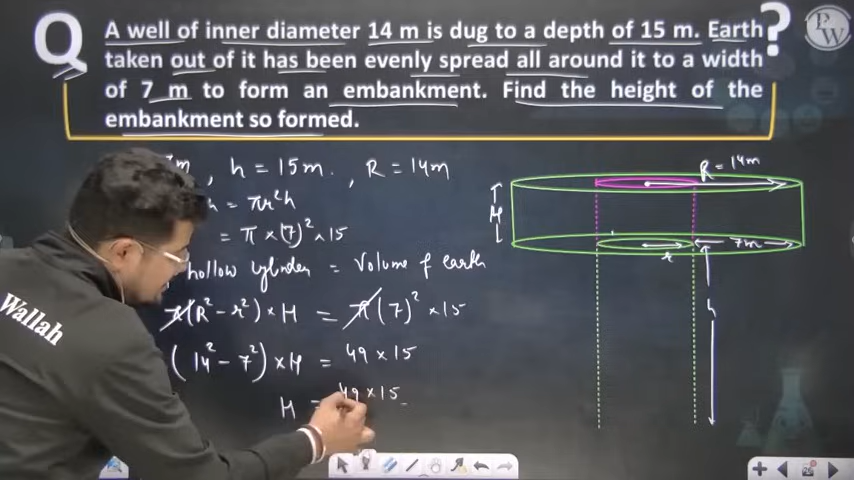 Q
A well of inner diameter 14 m is dug to a depth of 15 m. Earth
taken out of it has been evenly spread all around it to a width
of 7 m to form an embankment. Find the height of the
embankment so formed.
?
PW
7m, h = 15m. , R = 14m
= πr²h
= π × (7)² × 15
hollow cylinder = Volume of earth
π(R² - r²) × H = π(7)² × 15
(14² - 7²) × H = 49 × 15
H = 49 × 15
R = 14m
H
7m
r
h
Wallah